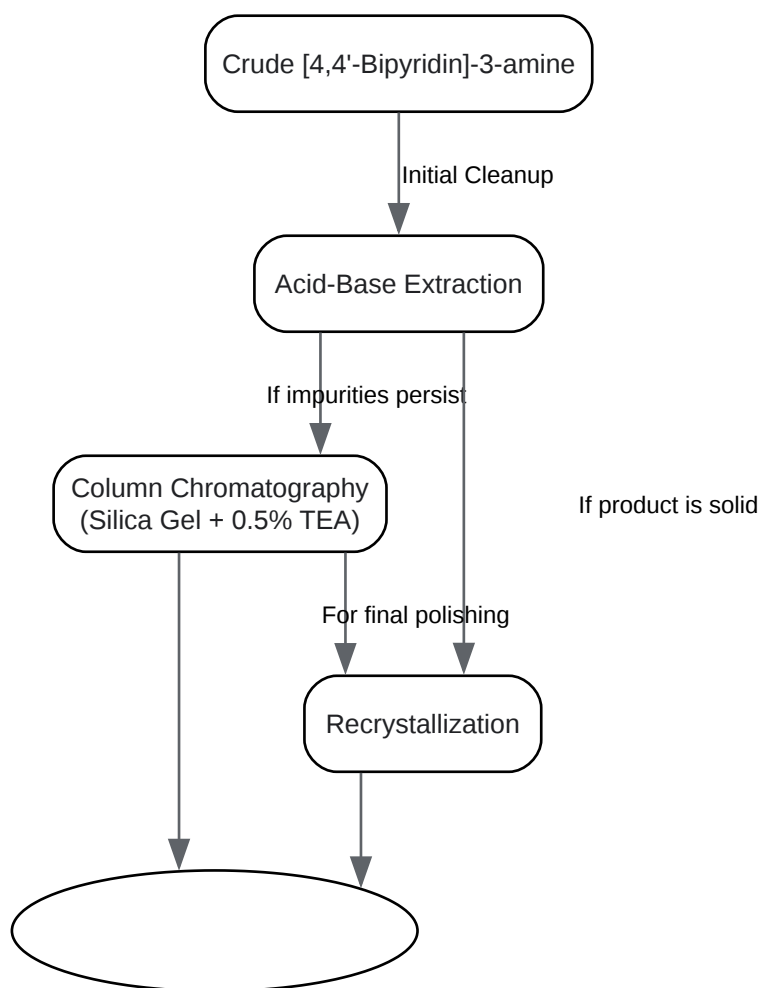 Crude [4,4'-Bipyridin]-3-amine
Initial Cleanup
Acid-Base Extraction
If impurities persist
Column Chromatography
(Silica Gel + 0.5% TEA)
If product is solid
For final polishing
Recrystallization